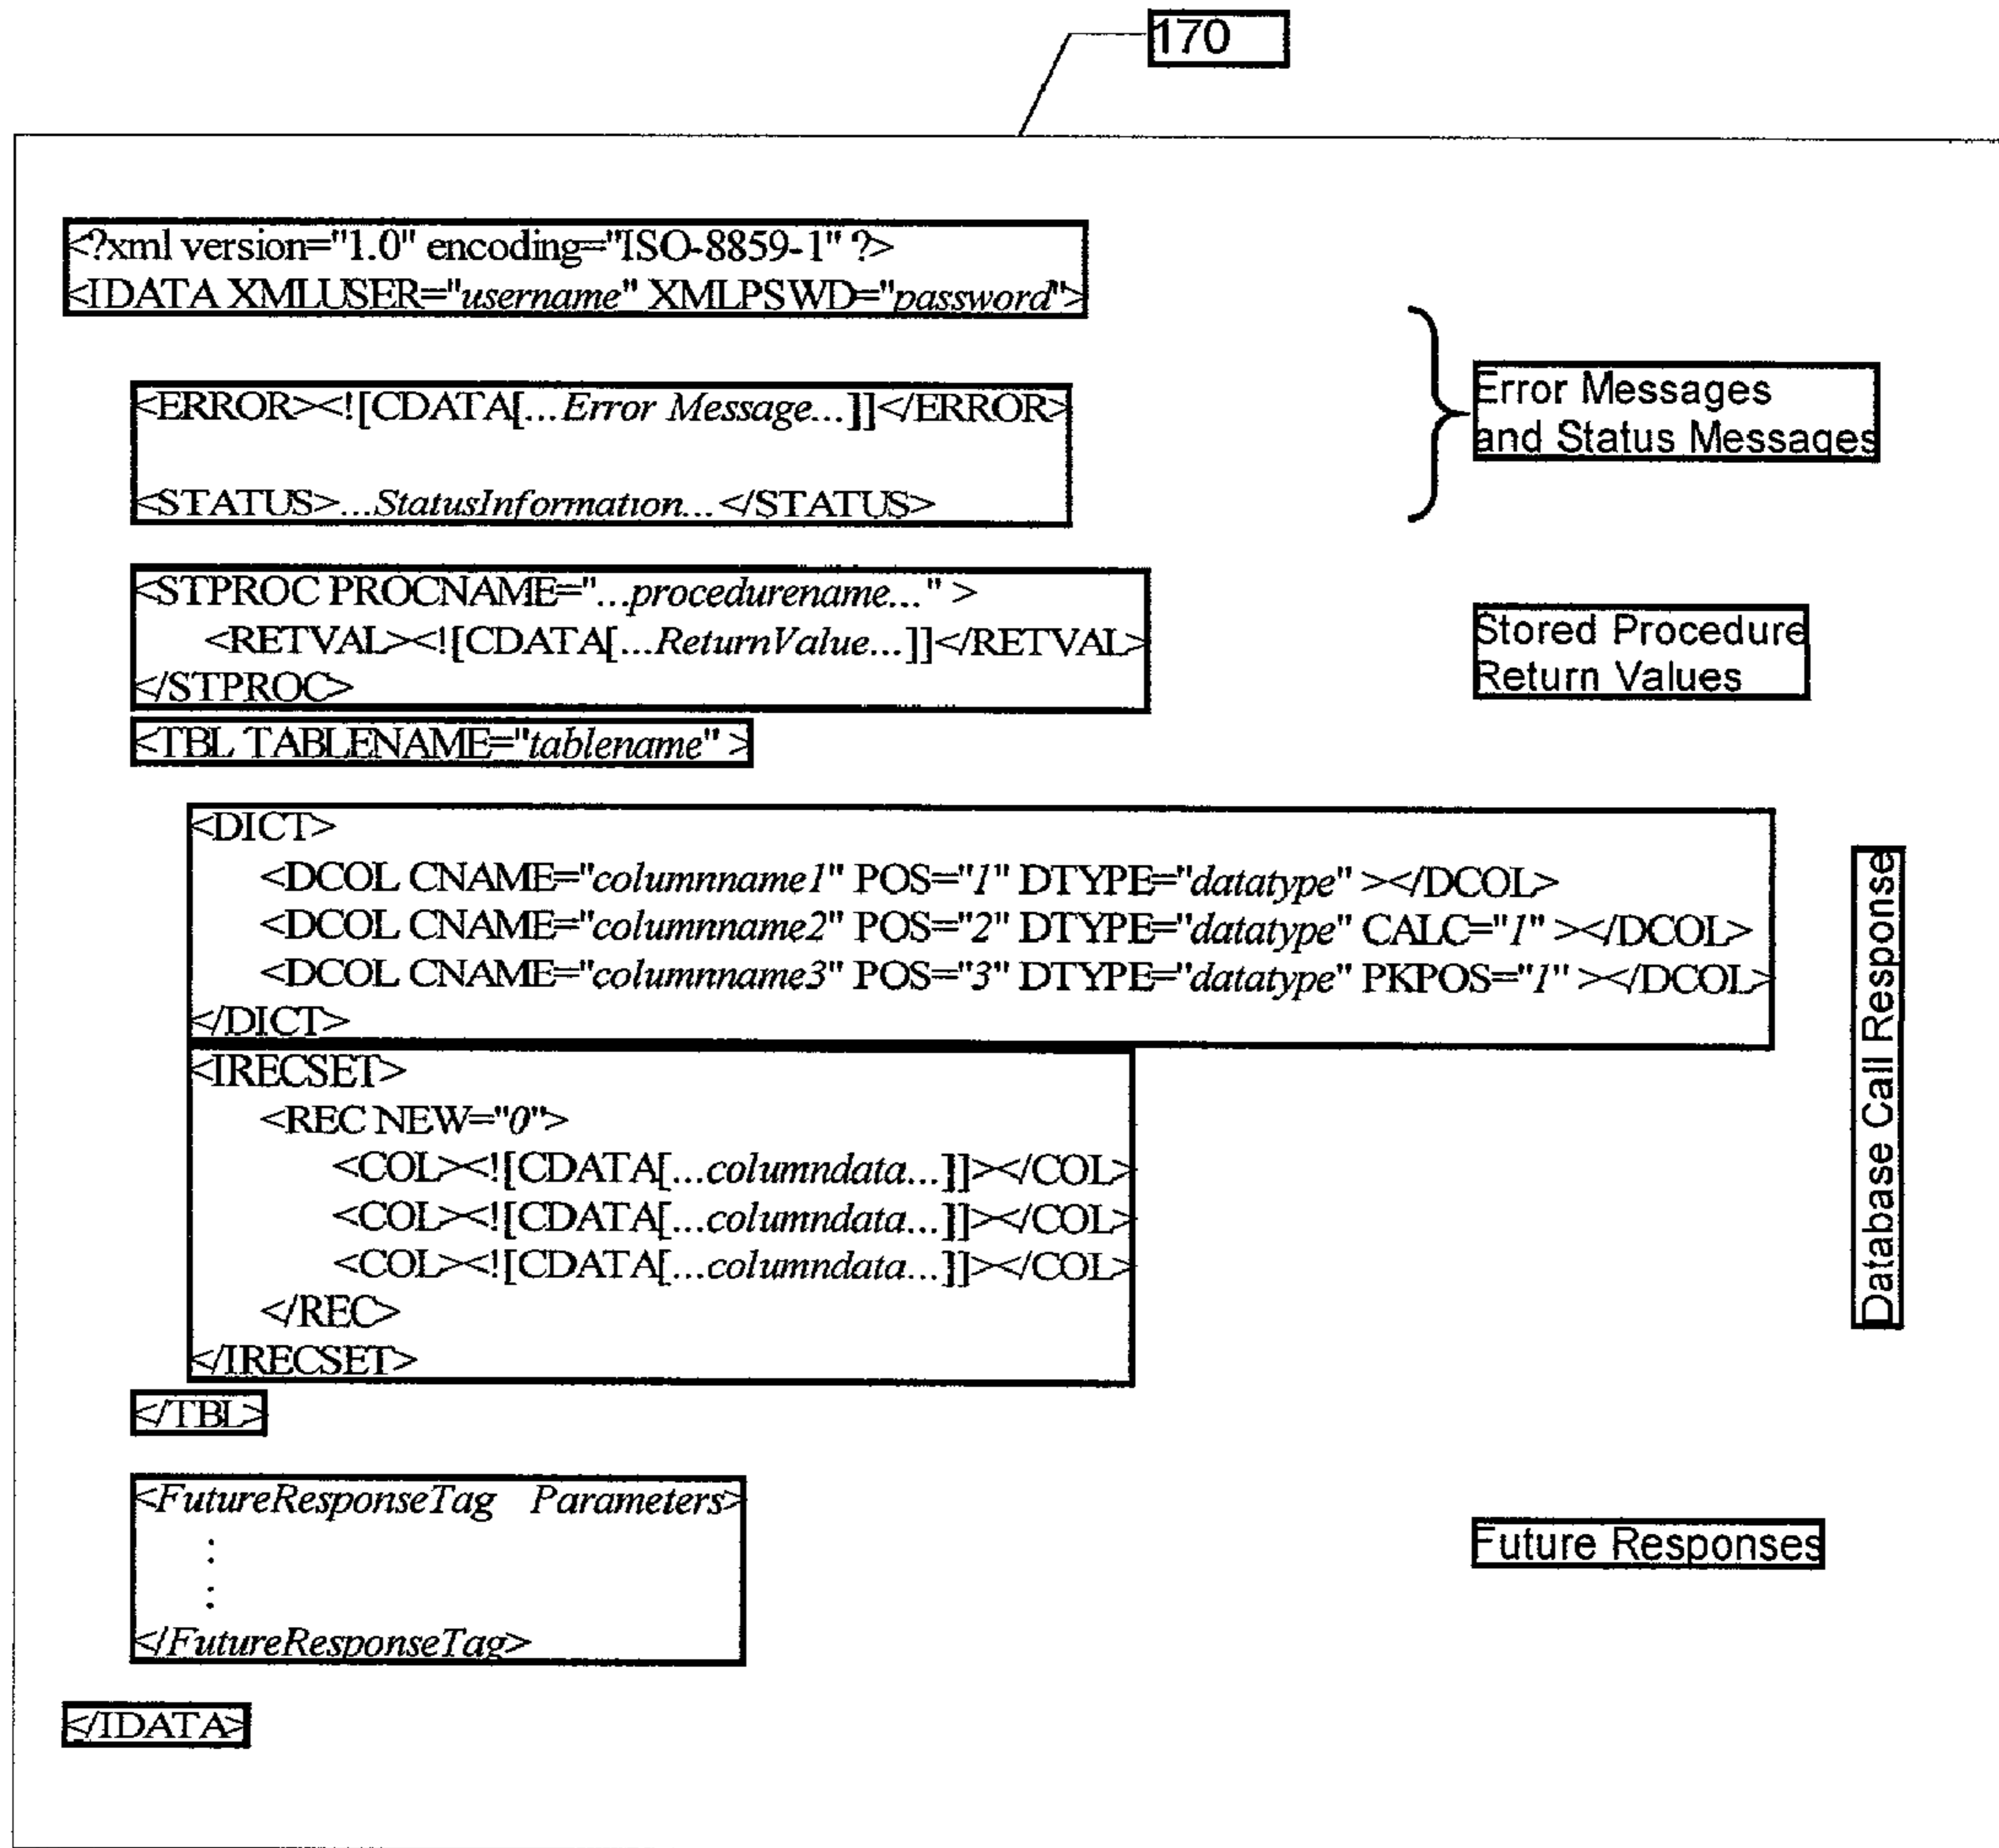 170
<?xml version="1.0" encoding="ISO-8859-1" ?>
<IDATA XMLUSER="username" XMLPSWD="password">
<ERROR><![CDATA[...Error Message...]]</ERROR>
<STATUS>...StatusInformation...</STATUS>
Error Messages
and Status Messages
<STPROC PROCNAME="...procedurename..." >
<RETVAL><![CDATA[...ReturnValue...]]</RETVAL>
</STPROC>
Stored Procedure
Return Values
<TBL TABLENAME="tablename" >
<DICT>
<DCOL CNAME="columnname1" POS="1" DTYPE="datatype" ></DCOL>
<DCOL CNAME="columnname2" POS="2" DTYPE="datatype" CALC="1" ></DCOL>
<DCOL CNAME="columnname3" POS="3" DTYPE="datatype" PKPOS="1" ></DCOL>
</DICT>
<IRECSET>
<REC NEW="0">
<COL><![CDATA[...columndata...]]></COL>
<COL><![CDATA[...columndata...]]></COL>
<COL><![CDATA[...columndata...]]></COL>
</REC>
</IRECSET>
Database Call Response
</TBL>
<FutureResponseTag Parameters>
.
.
.
.
</FutureResponseTag>
Future Responses
</IDATA>